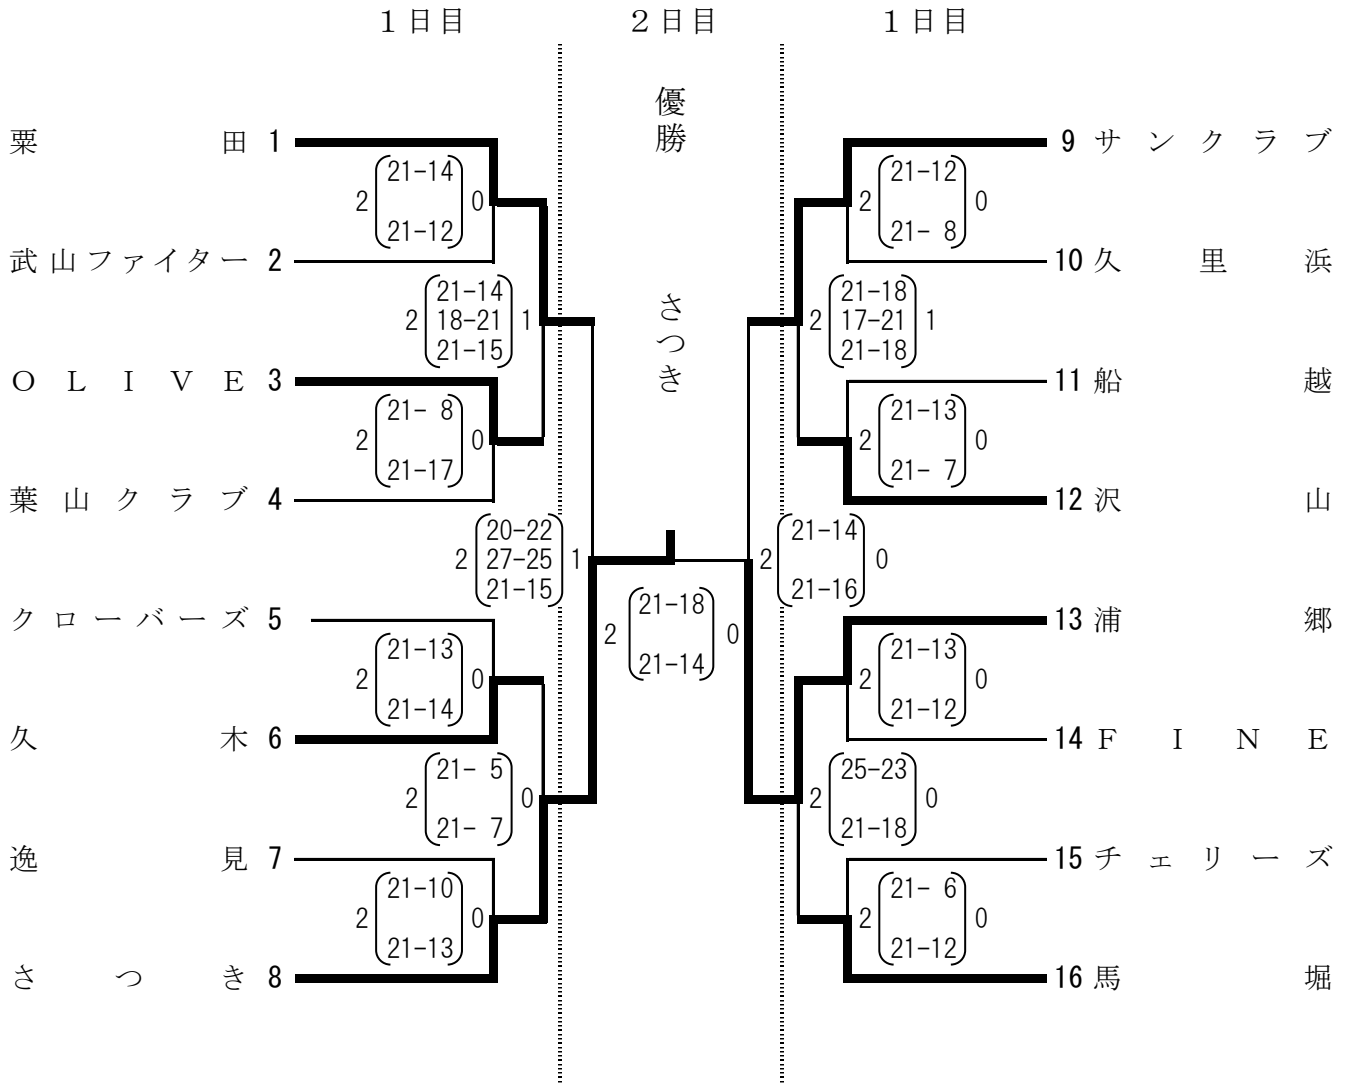 １日目 ２日目 １日目
優勝
粟田 1 9 サンクラブ
21-14 21-12
2 0 2 0
21-12 21- 8
武山ファイター 2 10 久里浜
さつき
21-14 21-18
2 18-21 1 2 17-21 1
21-15 21-18
ＯＬＩＶＥ 3 11 船越
21- 8 21-13
2 0 2 0
21-17 21- 7
葉山クラブ 4 12 沢山
20-22 21-14
2 27-25 1 2 0
21-15 21-16
21-18
2 0
21-14
クローバーズ 5 13 浦郷
21-13 21-13
2 0 2 0
21-14 21-12
久木 6 14 ＦＩＮＥ
21- 5 25-23
2 0 2 0
21- 7 21-18
逸見 7 15 チェリーズ
21-10 21- 6
2 0 2 0
21-13 21-12
さつき 8 16 馬堀